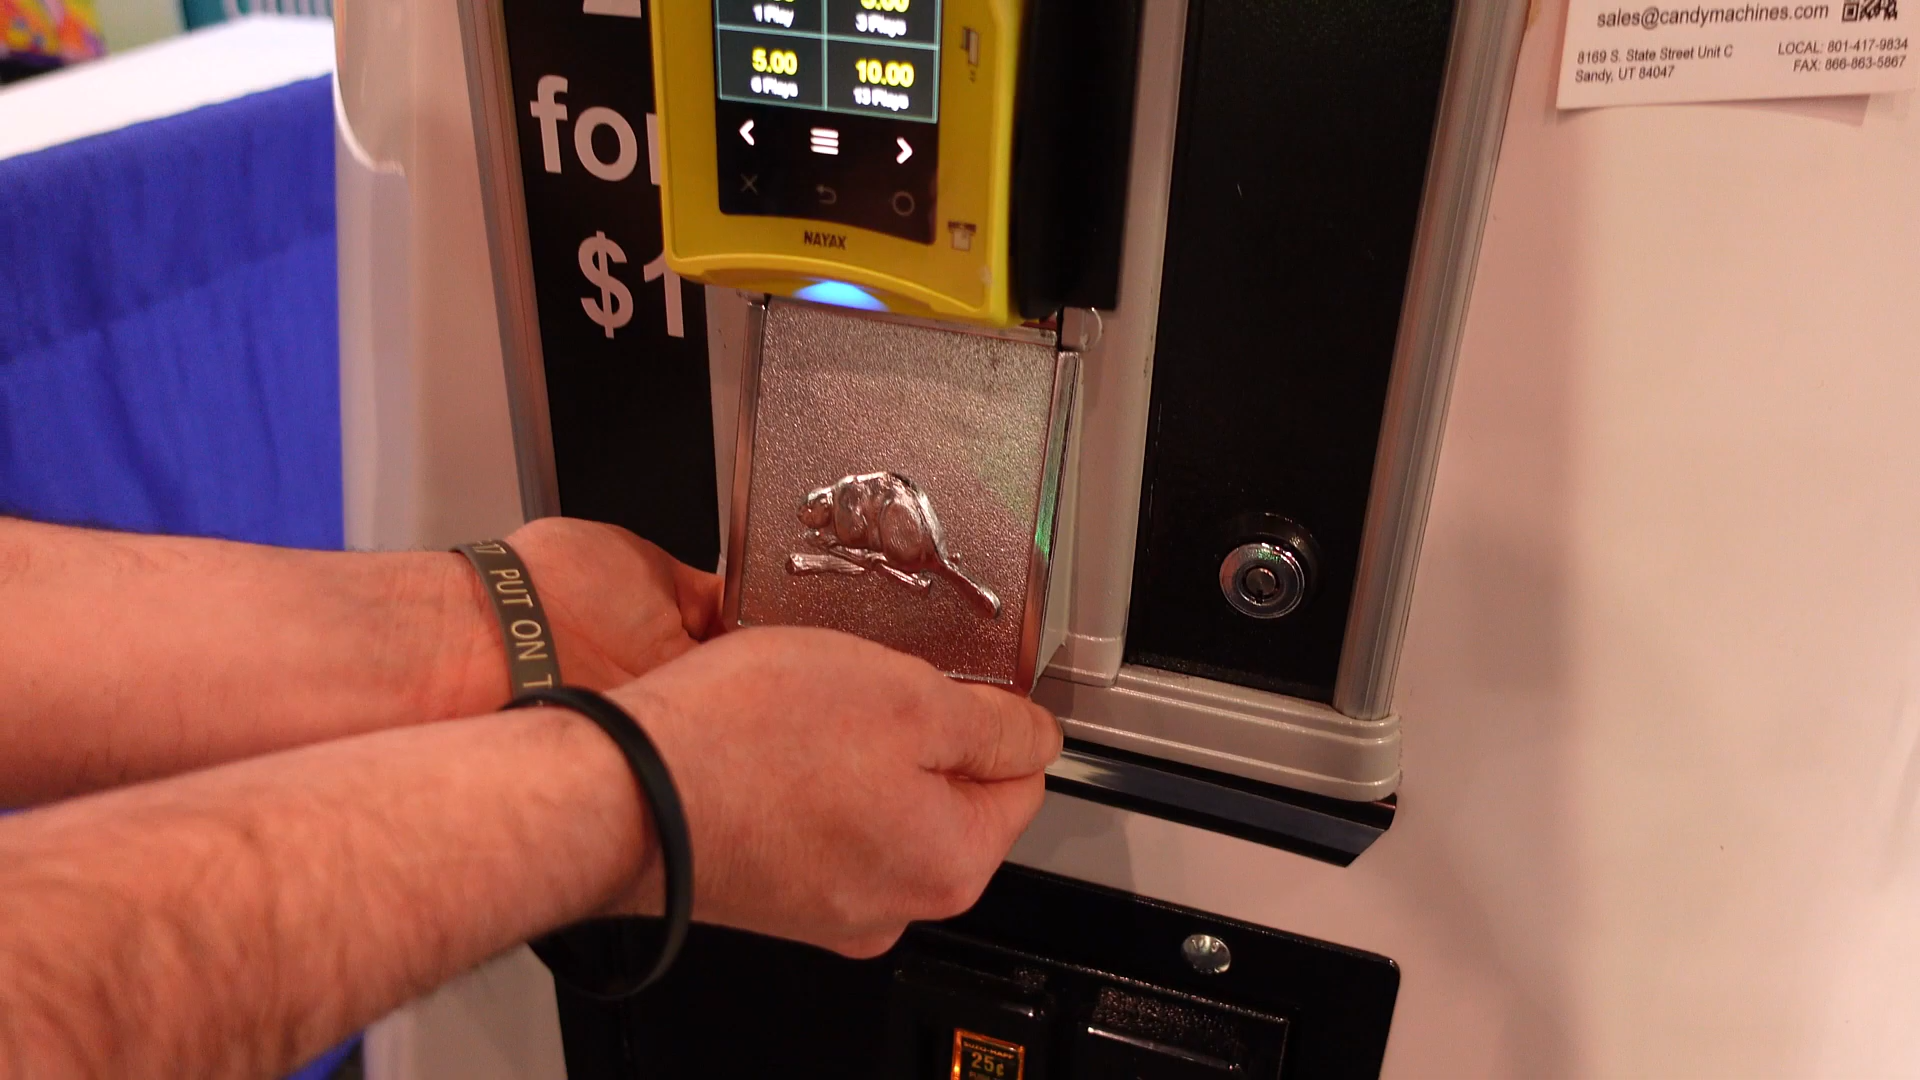 for
$1
1 Play
3 Plays
5.00
6 Plays
10.00
13 Plays
NAYAX
sales@candymachines.com
8169 S. State Street Unit C
Sandy, UT 84047
LOCAL: 801-417-9834
FAX: 866-863-5867
PUT ON T
25¢